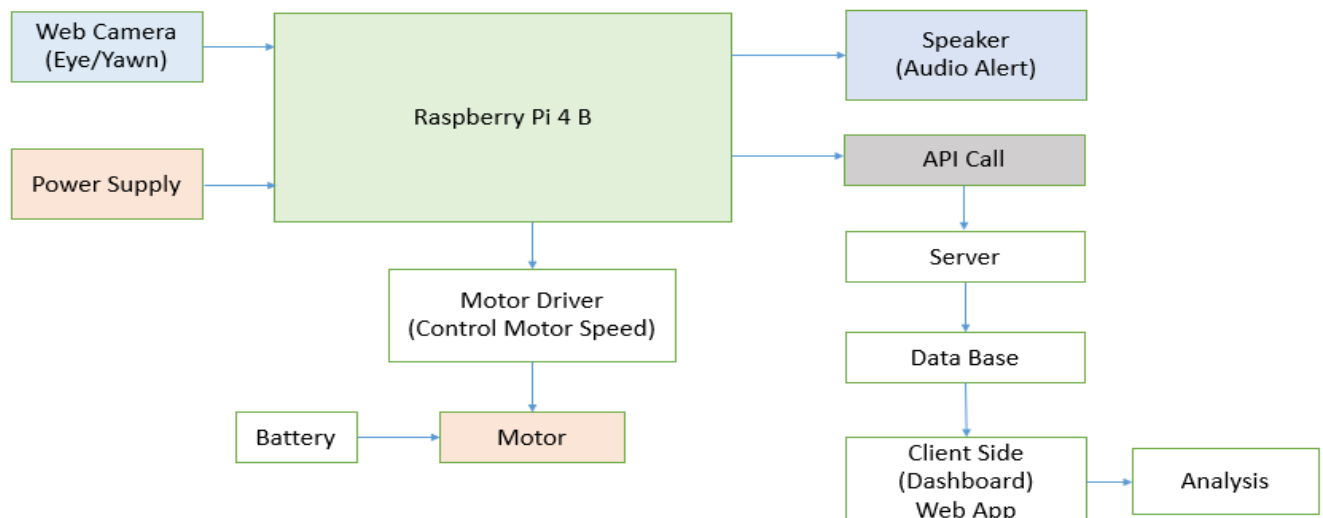 Web Camera
(Eye/Yawn)
Raspberry Pi 4 B
Speaker
(Audio Alert)
Power Supply
API Call
Server
Motor Driver
(Control Motor Speed)
Data Base
Battery
Motor
Client Side
(Dashboard)
Web App
Analysis